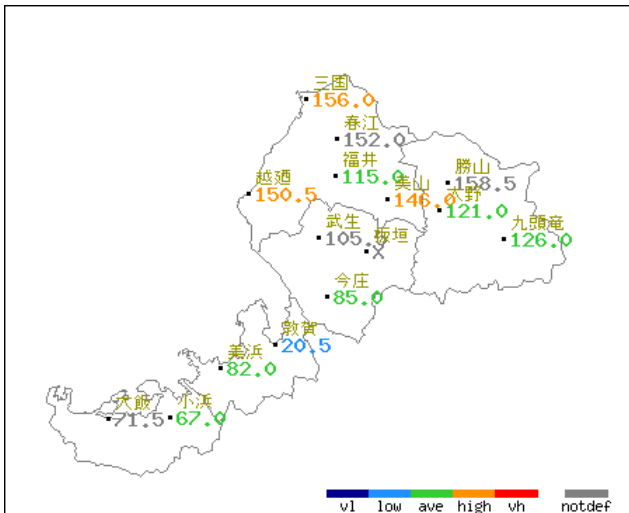 三国
156.0
春江
152.0
福井
115.0
越廼
150.5
美山
146.0
勝山
158.5
大野
121.0
九頭竜
126.0
武生
105.
板垣
X
今庄
85.0
敦賀
20.5
美浜
82.0
大飯
71.5
小浜
67.0
vl low ave high vh notdef